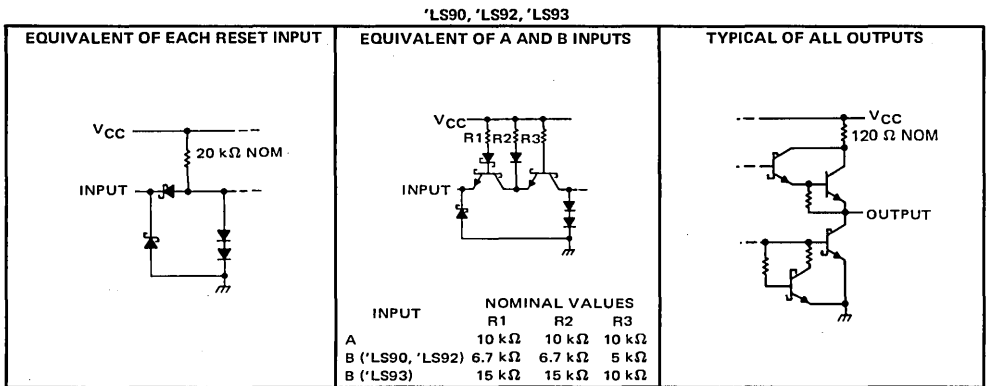 'LS90, 'LS92, 'LS93
EQUIVALENT OF EACH RESET INPUT
VCC
20 kΩ NOM
INPUT
EQUIVALENT OF A AND B INPUTS
VCC
R1 R2 R3
INPUT
INPUT NOMINAL VALUES
R1 R2 R3
A 10 kΩ 10 kΩ 10 kΩ
B ('LS90, 'LS92) 6.7 kΩ 6.7 kΩ 5 kΩ
B ('LS93) 15 kΩ 15 kΩ 10 kΩ
TYPICAL OF ALL OUTPUTS
VCC
120 Ω NOM
OUTPUT